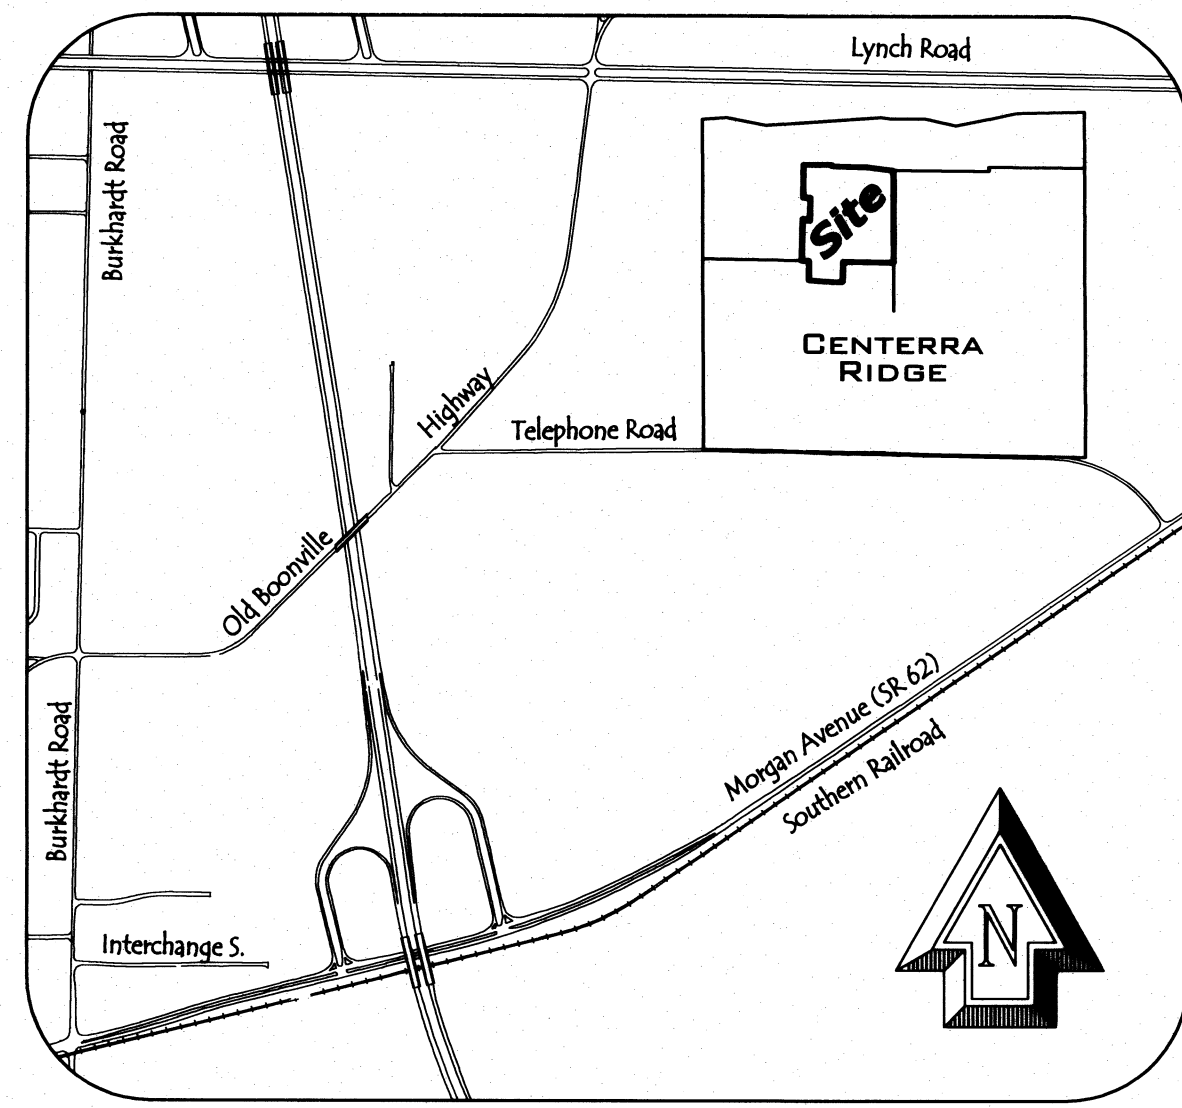 Lynch Road
Burkhardt Road
Site
CENTERRA
RIDGE
Highway
Telephone Road
Old Boonville
Morgan Avenue (SR 62)
Southern Railroad
Burkhardt Road
Interchange S.
N